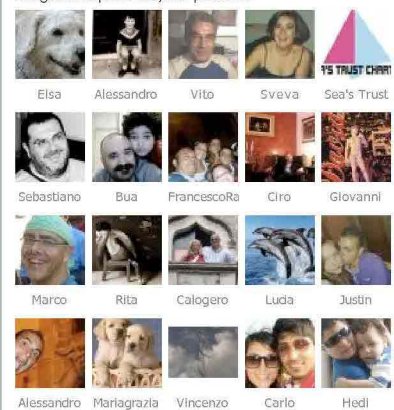 Elsa Alessandro Vito Sveva Sea's Trust
Sebastiano Bua FrancescoRa Ciro Giovanni
Marco Rita Calogero Lucia Justin
Alessandro Mariagrazia Vincenzo Carlo Hedi